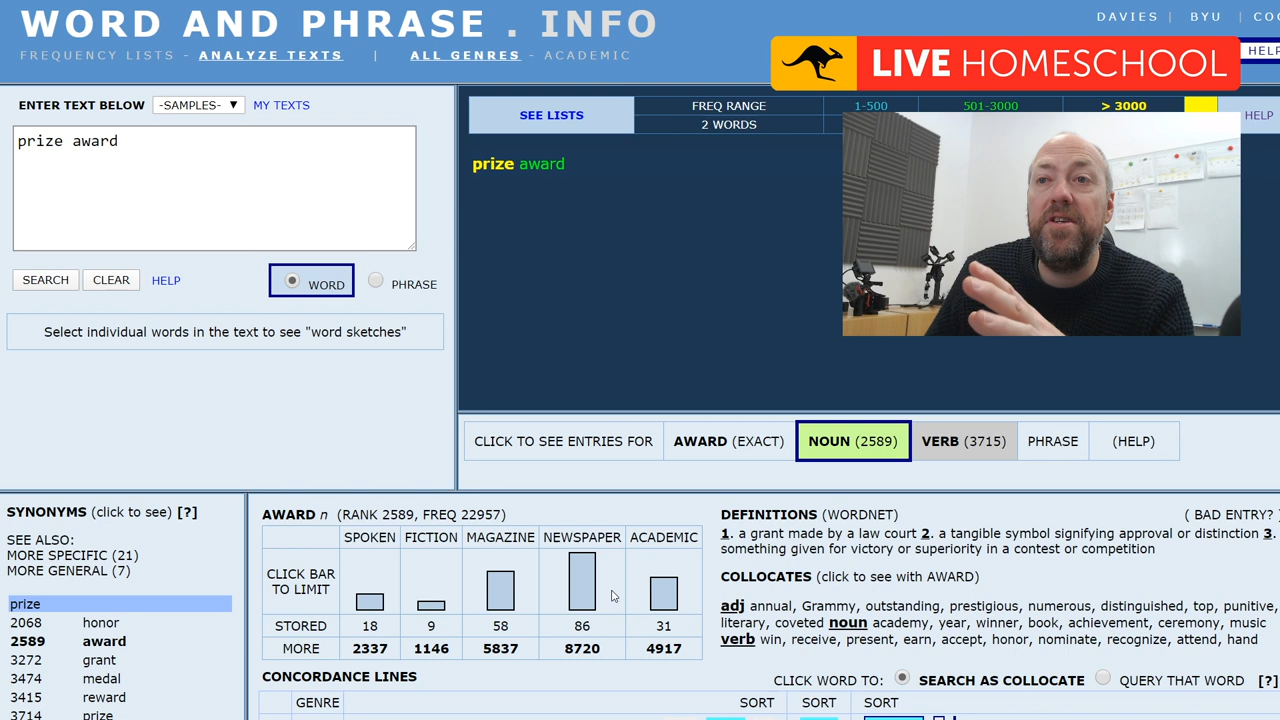 WORD AND PHRASE . INFO
DAVIES | BYU | CO
FREQUENCY LISTS - ANALYZE TEXTS | ALL GENRES - ACADEMIC
LIVE HOMESCHOOL
HELP
ENTER TEXT BELOW -SAMPLES- ▼ MY TEXTS
prize award
SEARCH CLEAR HELP WORD PHRASE
Select individual words in the text to see "word sketches"
SEE LISTS FREQ RANGE 1-500 501-3000 > 3000 HELP
2 WORDS
prize award
CLICK TO SEE ENTRIES FOR AWARD (EXACT) NOUN (2589) VERB (3715) PHRASE (HELP)
SYNONYMS (click to see) [?]
SEE ALSO:
MORE SPECIFIC (21)
MORE GENERAL (7)
prize
2068 honor
2589 award
3272 grant
3474 medal
3415 reward
3714 prize
AWARD n (RANK 2589, FREQ 22957)
SPOKEN FICTION MAGAZINE NEWSPAPER ACADEMIC
CLICK BAR
TO LIMIT
STORED 18 9 58 86 31
MORE 2337 1146 5837 8720 4917
DEFINITIONS (WORDNET) ( BAD ENTRY?
1. a grant made by a law court 2. a tangible symbol signifying approval or distinction 3.
something given for victory or superiority in a contest or competition
COLLOCATES (click to see with AWARD)
adj annual, Grammy, outstanding, prestigious, numerous, distinguished, top, punitive,
literary, coveted noun academy, year, winner, book, achievement, ceremony, music
verb win, receive, present, earn, accept, honor, nominate, recognize, attend, hand
CONCORDANCE LINES CLICK WORD TO: SEARCH AS COLLOCATE QUERY THAT WORD [?]
GENRE SORT SORT SORT